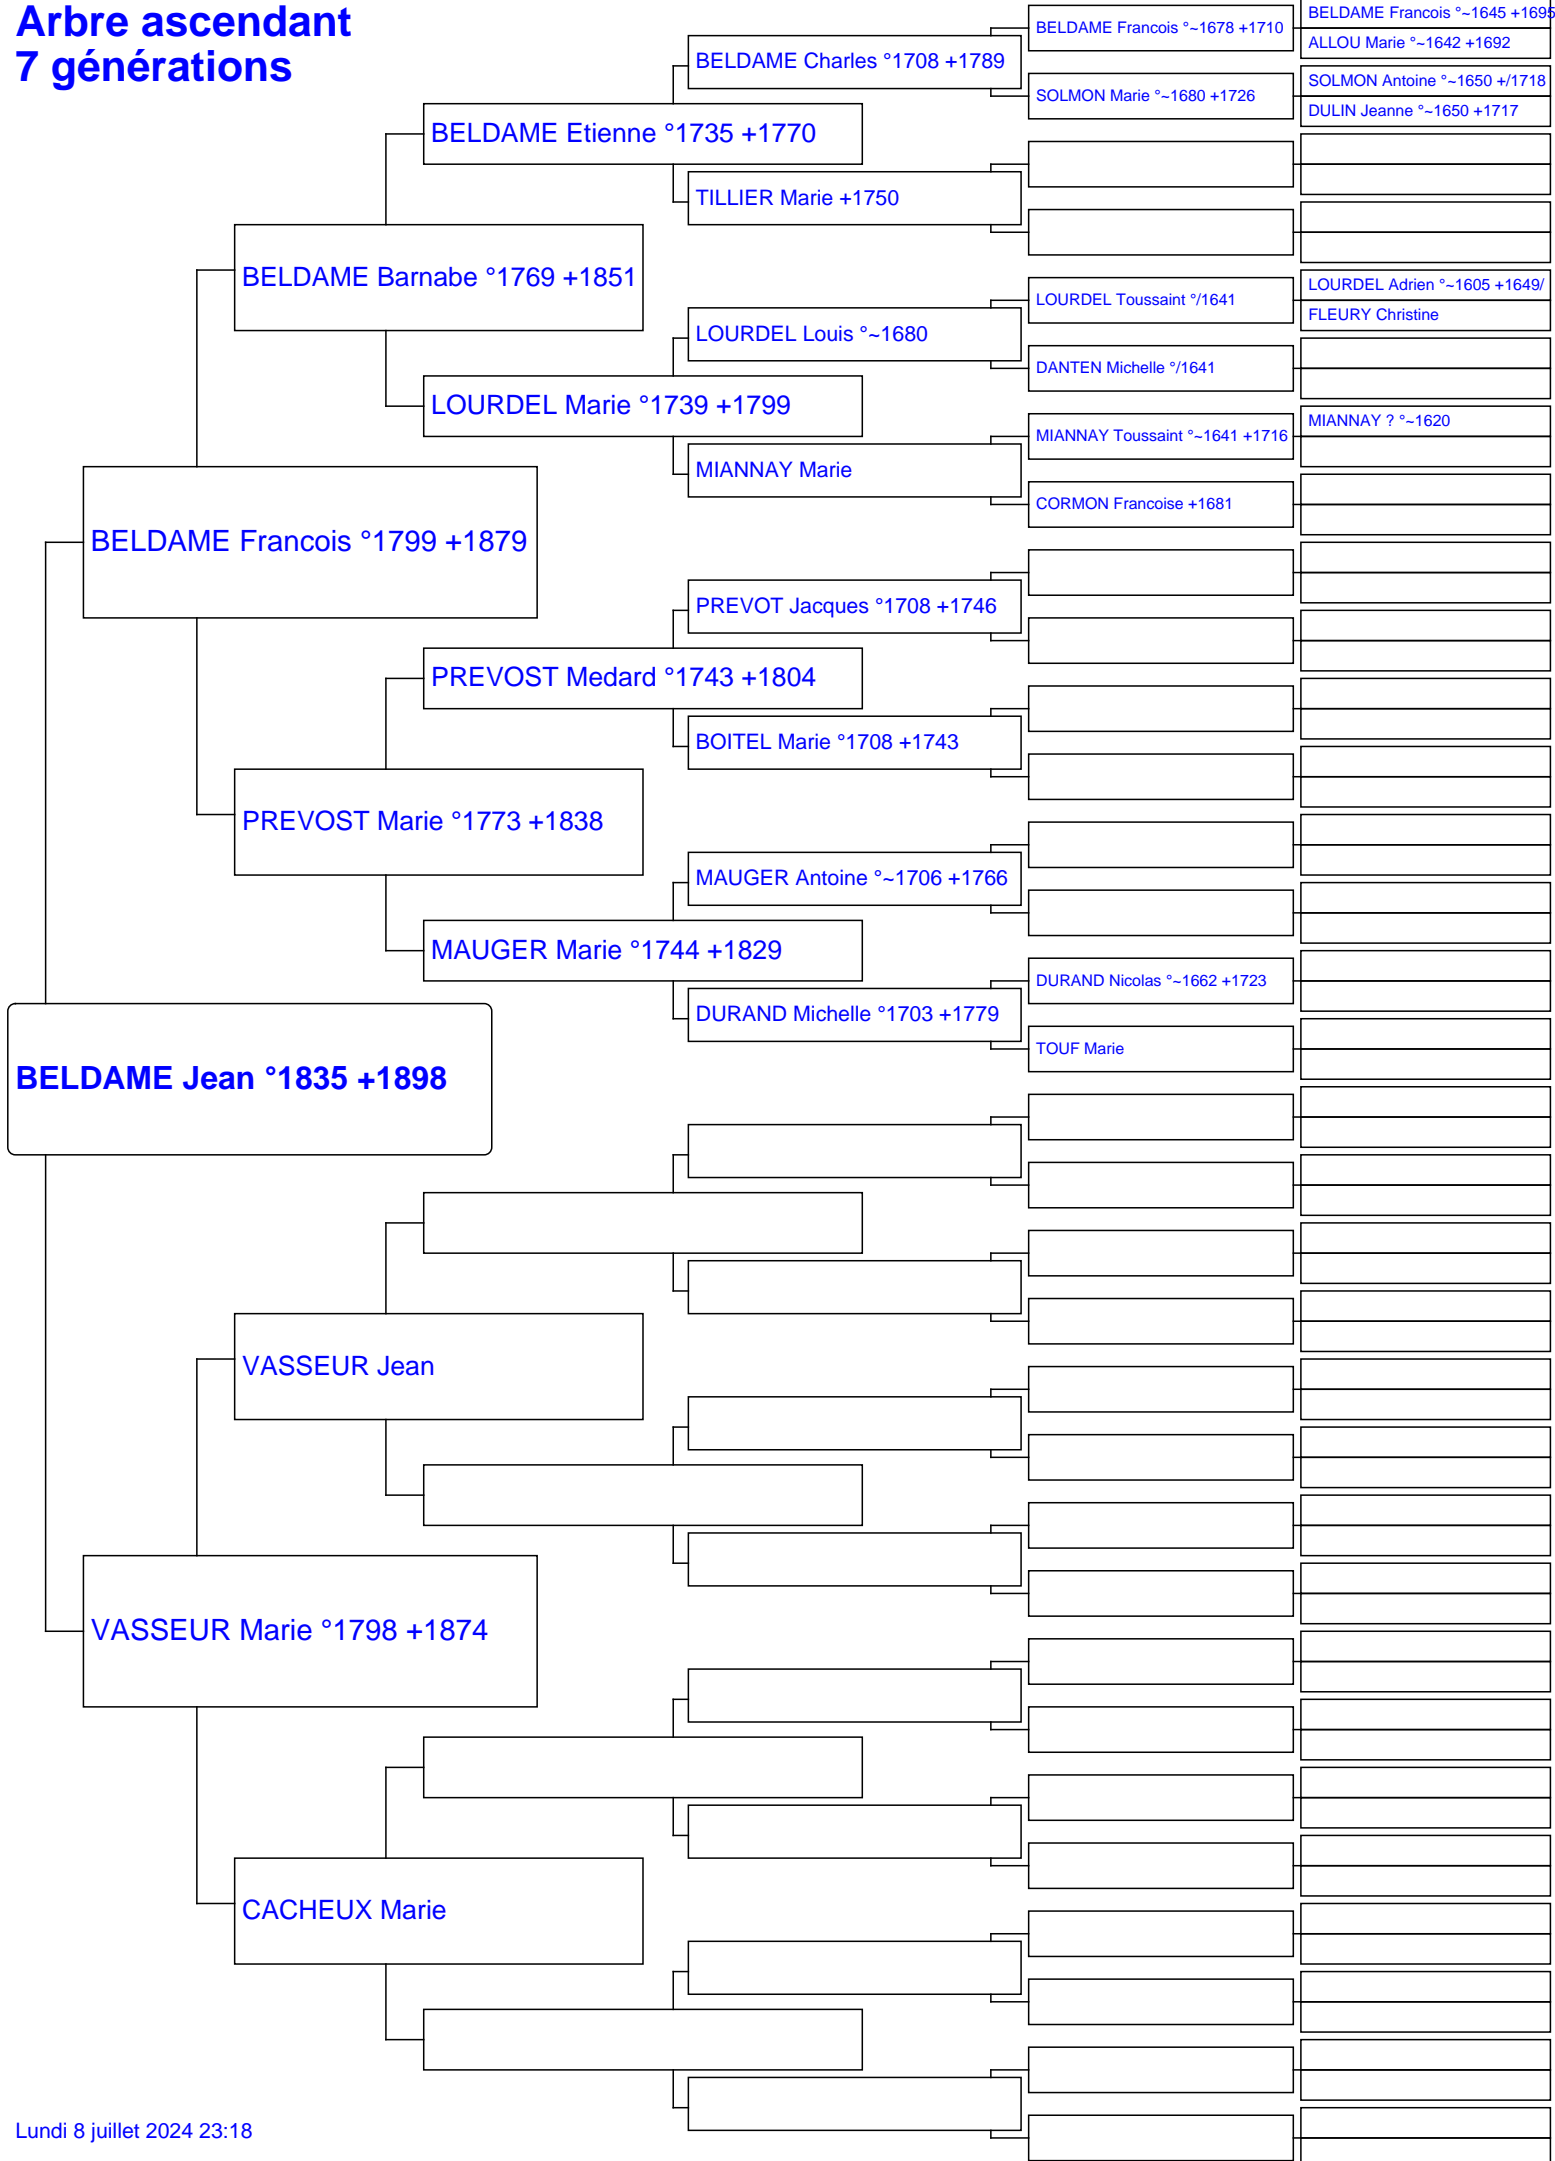 Arbre ascendant
7 générations
BELDAME Jean °1835 +1898
BELDAME Francois °1799 +1879
VASSEUR Marie °1798 +1874
BELDAME Barnabe °1769 +1851
PREVOST Marie °1773 +1838
VASSEUR Jean
CACHEUX Marie
BELDAME Etienne °1735 +1770
LOURDEL Marie °1739 +1799
PREVOST Medard °1743 +1804
MAUGER Marie °1744 +1829
BELDAME Charles °1708 +1789
TILLIER Marie +1750
LOURDEL Louis °~1680
MIANNAY Marie
PREVOT Jacques °1708 +1746
BOITEL Marie °1708 +1743
MAUGER Antoine °~1706 +1766
DURAND Michelle °1703 +1779
BELDAME Francois °~1678 +1710
SOLMON Marie °~1680 +1726
LOURDEL Toussaint °/1641
DANTEN Michelle °/1641
MIANNAY Toussaint °~1641 +1716
CORMON Francoise +1681
DURAND Nicolas °~1662 +1723
TOUF Marie
BELDAME Francois °~1645 +1695
ALLOU Marie °~1642 +1692
SOLMON Antoine °~1650 +/1718
DULIN Jeanne °~1650 +1717
LOURDEL Adrien °~1605 +1649/
FLEURY Christine
MIANNAY ? °~1620
Lundi 8 juillet 2024 23:18